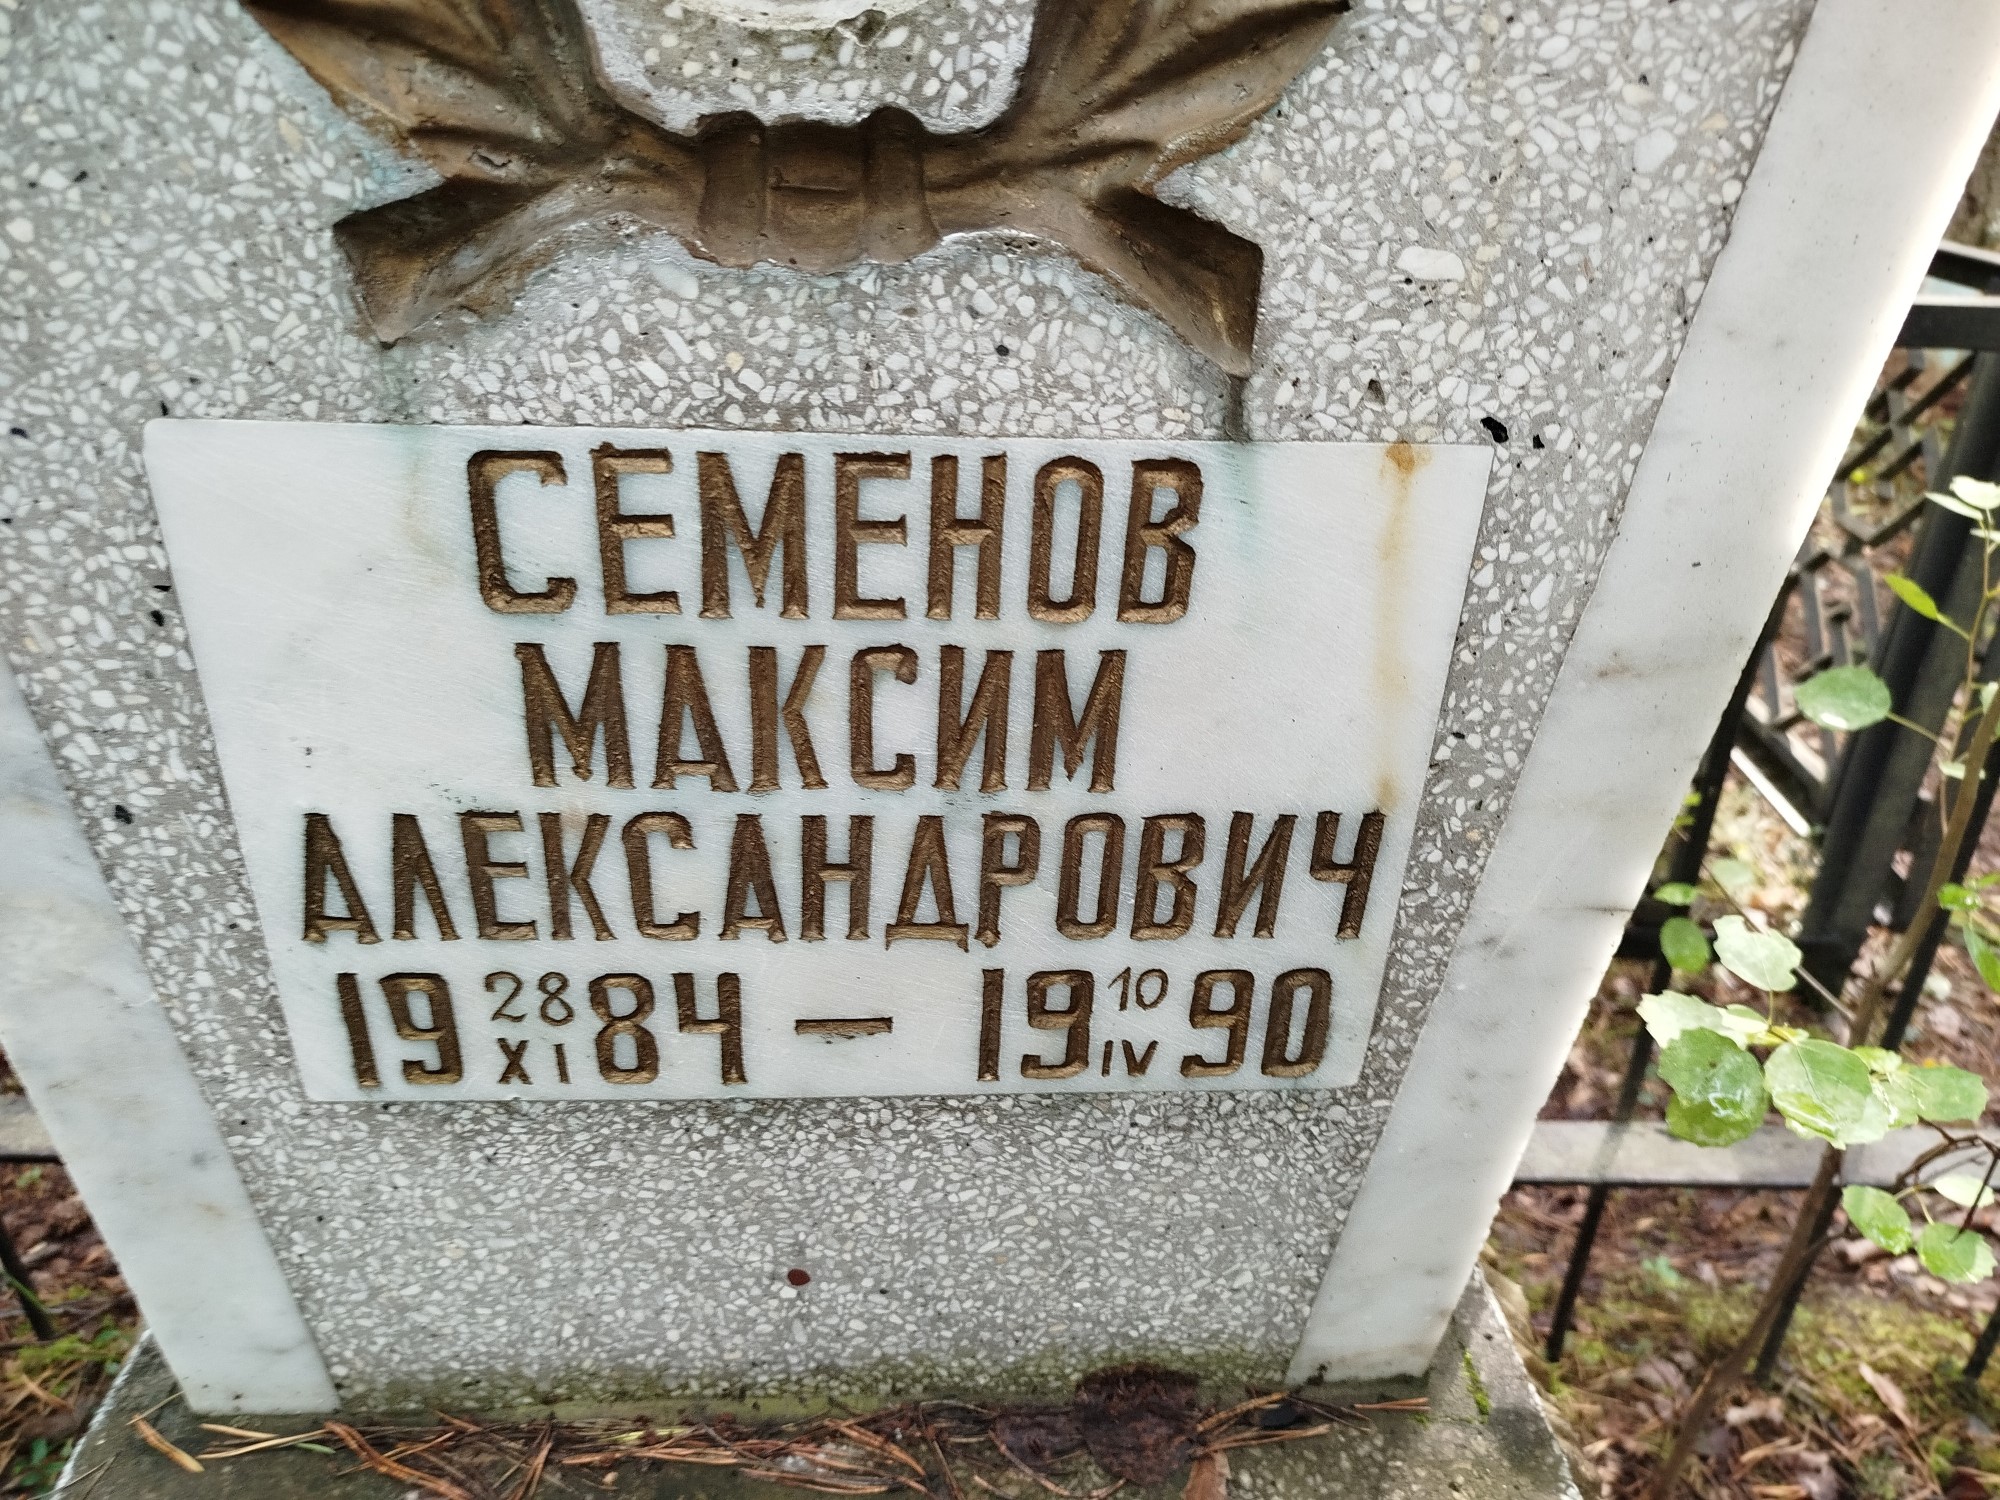 СЕМЕНОВ
МАКСИМ
АЛЕКСАНДРОВИЧ
19 28 XI 84 — 19 10 IV 90